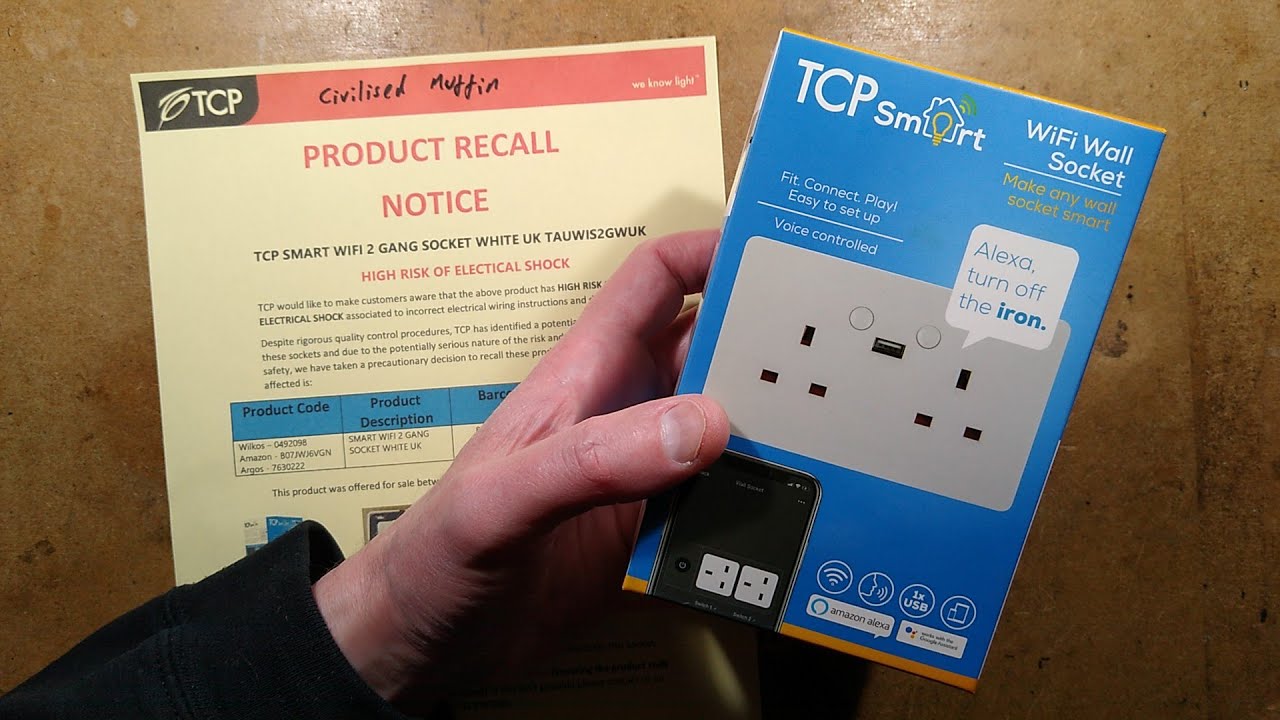 TCP
Civilised Muffin
we know light™
PRODUCT RECALL
NOTICE
TCP SMART WIFI 2 GANG SOCKET WHITE UK TAUWIS2GWUK
HIGH RISK OF ELECTICAL SHOCK
TCP would like to make customers aware that the above product has HIGH RISK
ELECTRICAL SHOCK associated to incorrect electrical wiring instructions and
Despite rigorous quality control procedures, TCP has identified a potenti
these sockets and due to the potentially serious nature of the risk and
safety, we have taken a precautionary decision to recall these pro
affected is:
Product Code
Product
Description
Barc
Wilkos – 0492098
Amazon - B07JWJ6VGN
Argos - 7630222
SMART WIFI 2 GANG
SOCKET WHITE UK
This product was offered for sale betw
TCP Smart
WiFi Wall
Socket
Make any wall
socket smart
Fit. Connect. Play!
Easy to set up
Voice controlled
Alexa,
turn off
the iron.
Wall Socket
Switch 1
Switch 2
1x
USB
amazon alexa
works with the
Google Assistant